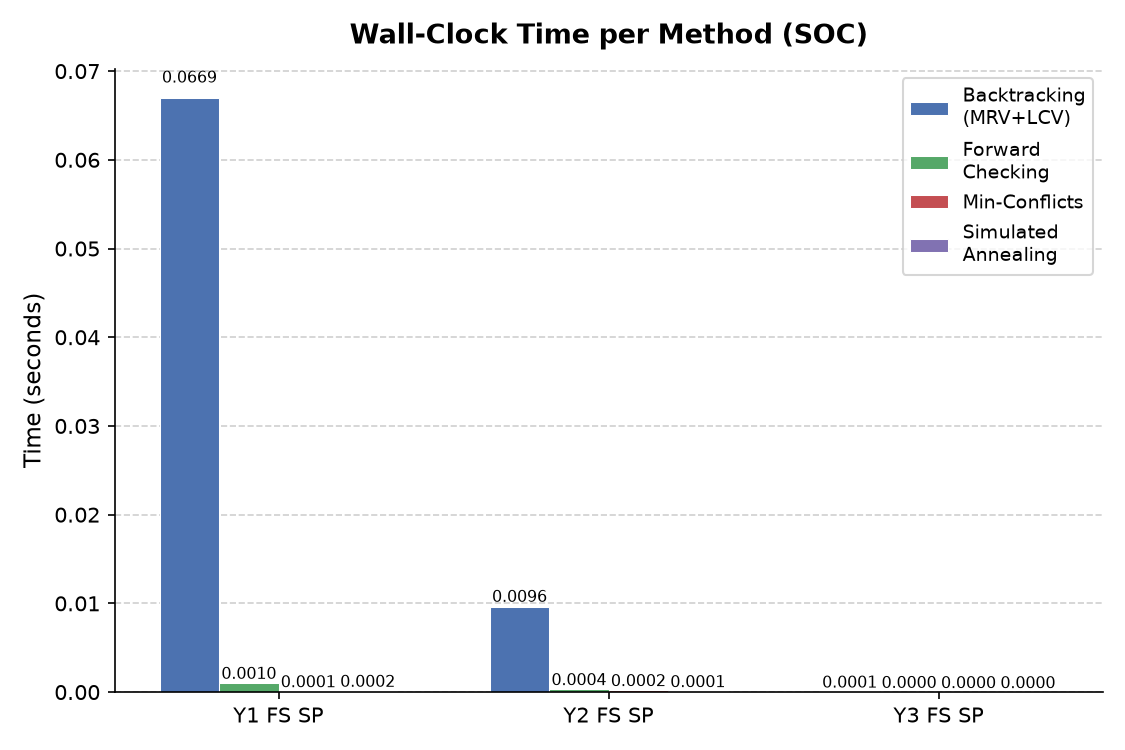 Wall-Clock Time per Method (SOC)
Time (seconds)
0.07
0.06
0.05
0.04
0.03
0.02
0.01
0.00
0.0669
0.0010 0.0001 0.0002
0.0096
0.0004 0.0002 0.0001
0.0001 0.0000 0.0000 0.0000
Y1 FS SP
Y2 FS SP
Y3 FS SP
Backtracking
(MRV+LCV)
Forward
Checking
Min-Conflicts
Simulated
Annealing